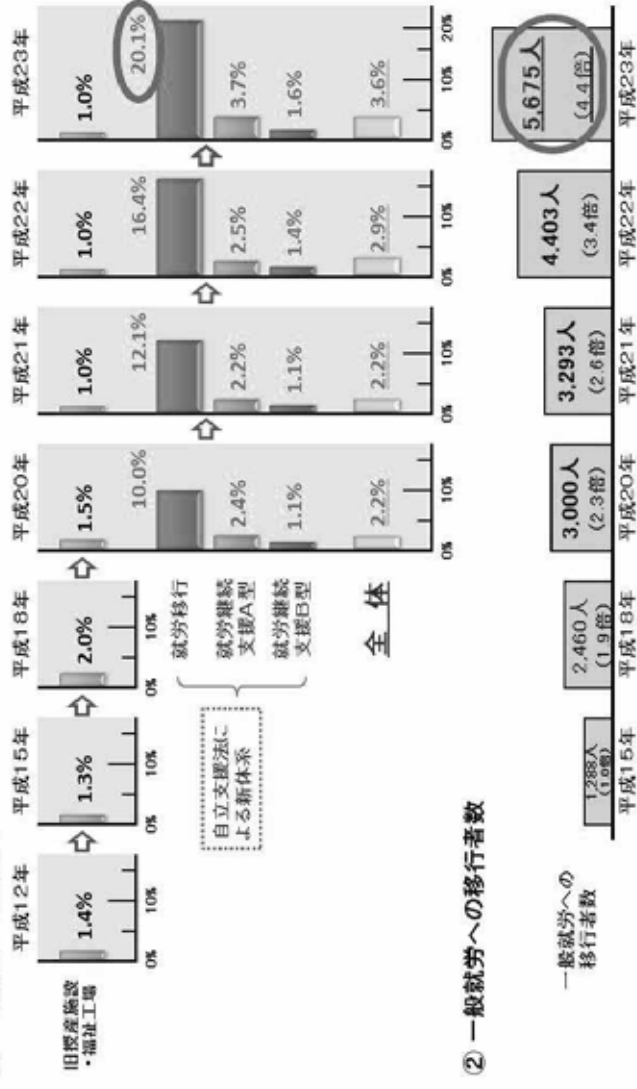 平成12年
平成15年
平成18年
平成20年
平成21年
平成22年
平成23年
旧授産施設
・福祉工場
1.4%
1.3%
2.0%
1.5%
1.0%
1.0%
1.0%
0%
10%
0%
10%
0%
10%
自立支援法に
よる新体系
就労移行
10.0%
12.1%
16.4%
20.1%
就労継続
支援A型
2.4%
2.2%
2.5%
3.7%
就労継続
支援B型
1.1%
1.1%
1.4%
1.6%
全 体
2.2%
2.2%
2.9%
3.6%
0%
10%
0%
10%
0%
10%
0%
10%
20%
② 一般就労への移行者数
一般就労への
移行者数
1,288人
(1.0倍)
2,460人
(1.9倍)
3,000人
(2.3倍)
3,293人
(2.6倍)
4,403人
(3.4倍)
5,675人
(4.4倍)
平成15年
平成18年
平成20年
平成21年
平成22年
平成23年